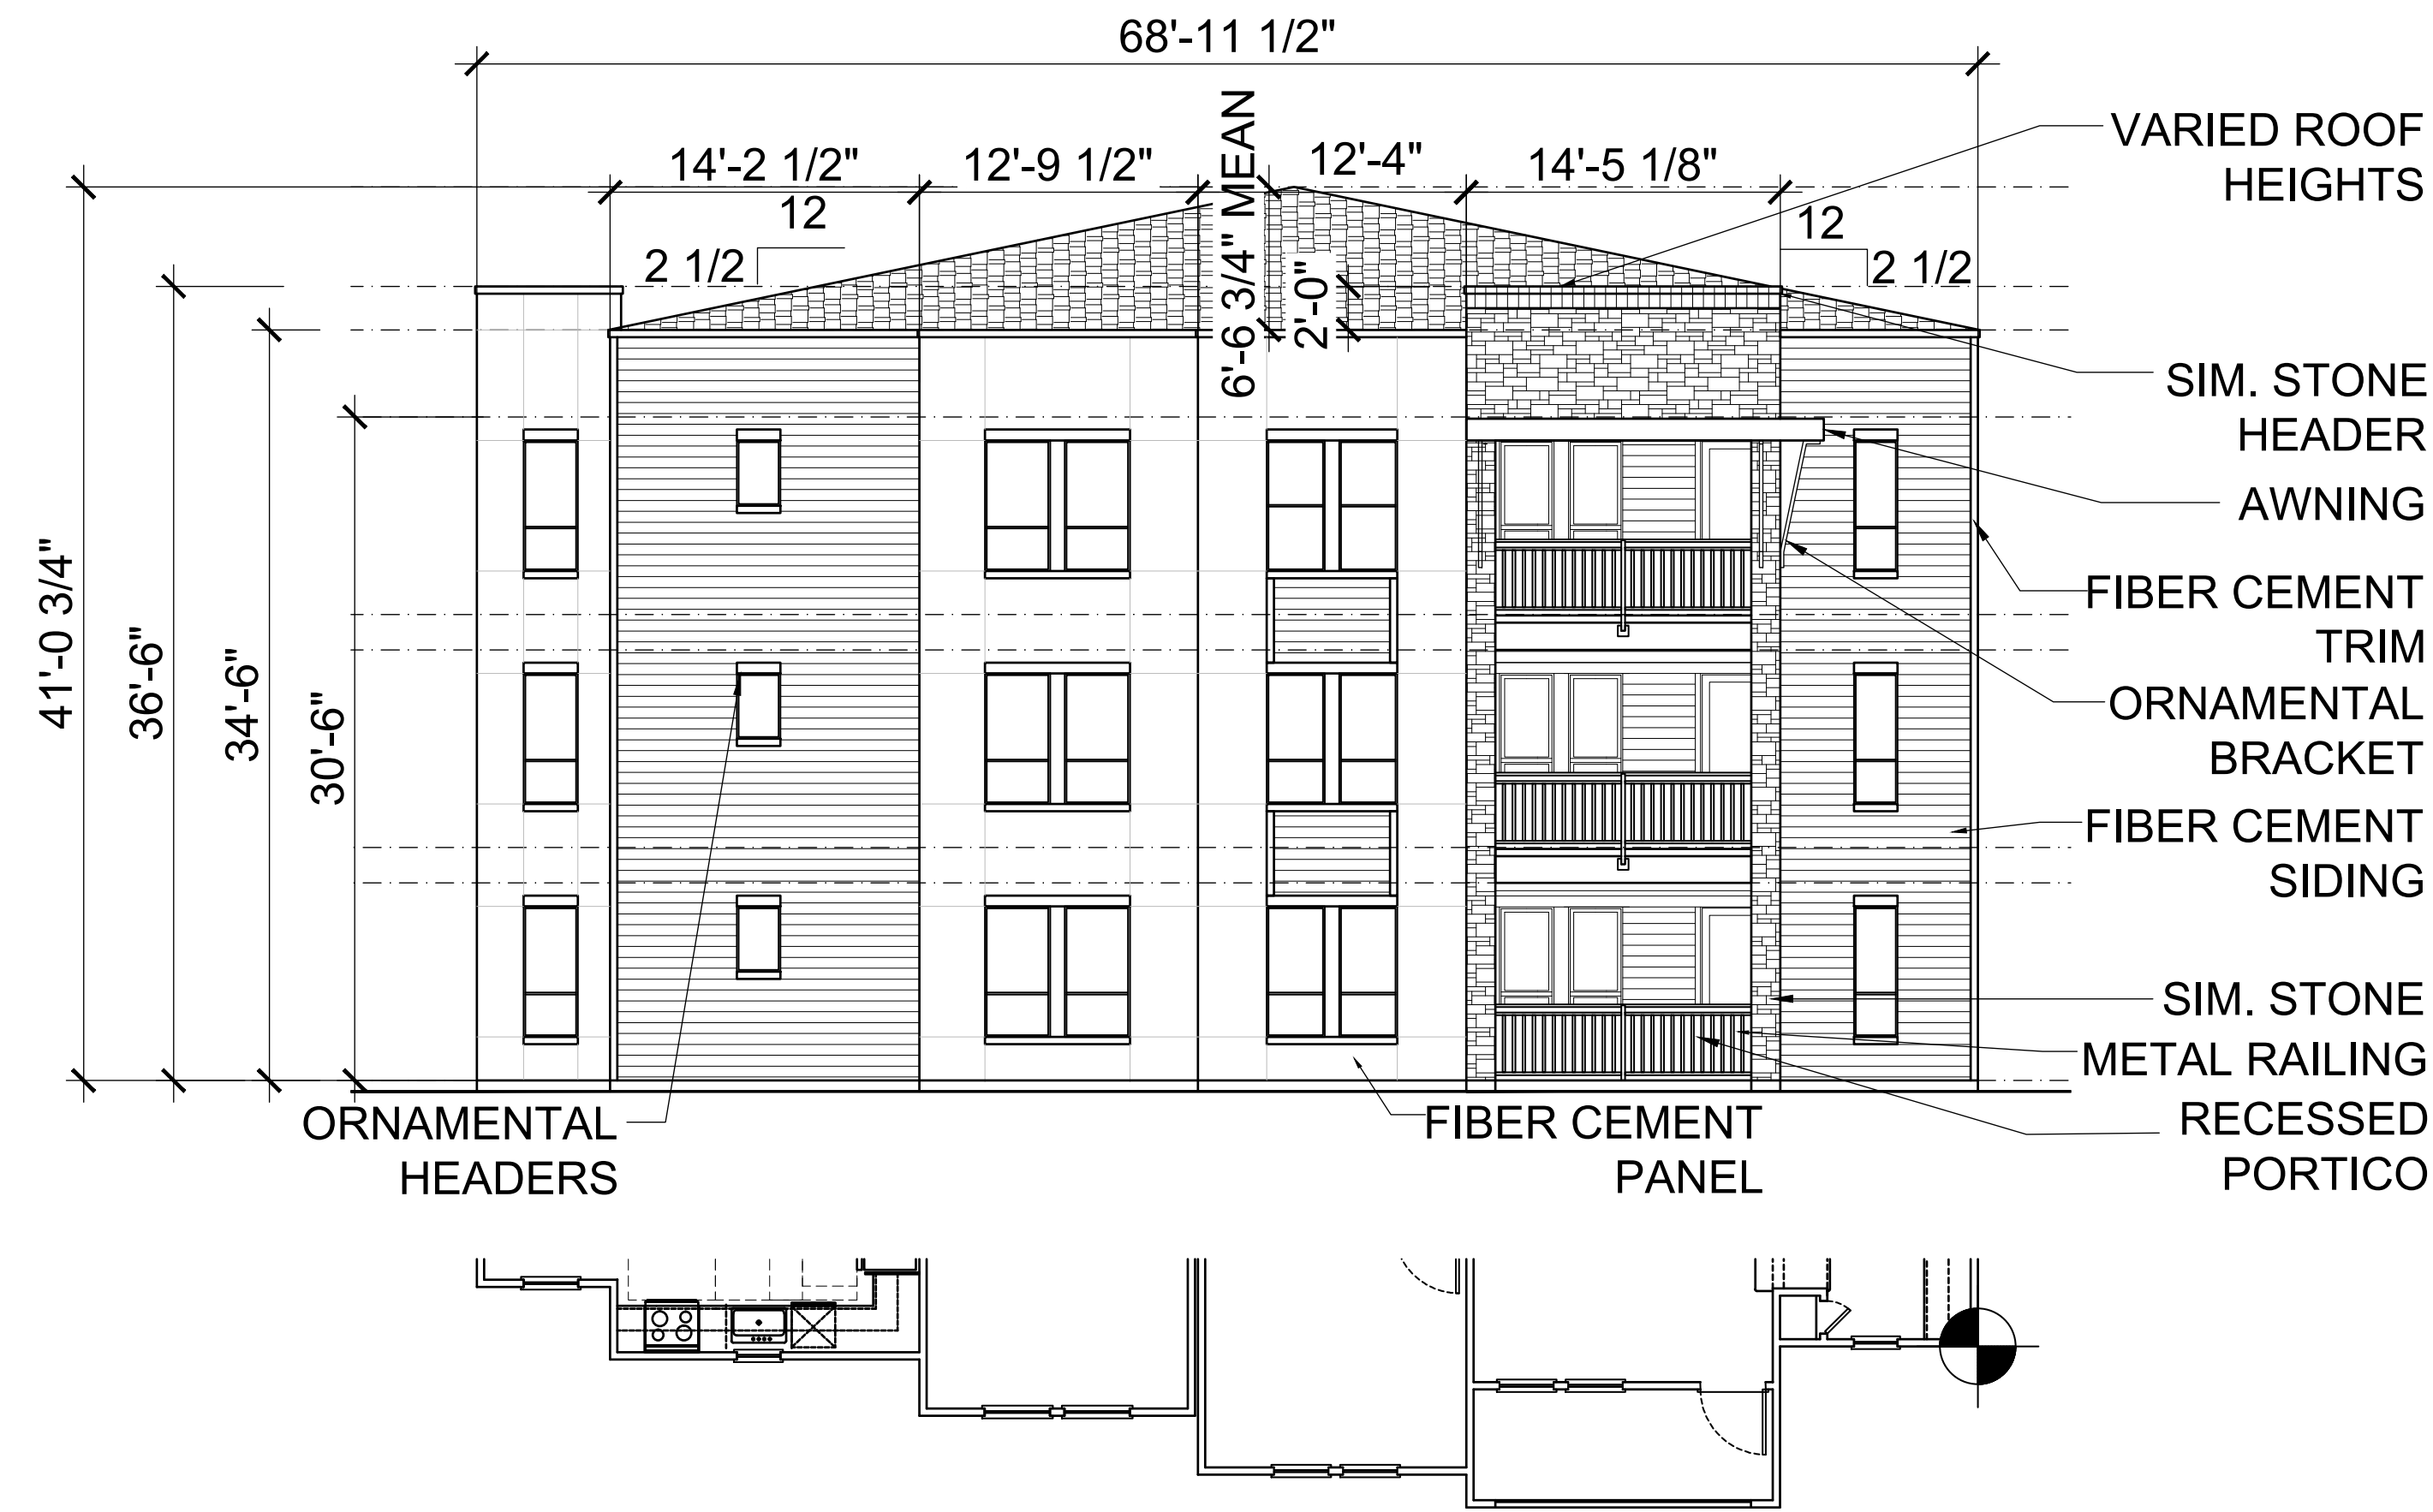 68'-11 1/2"
14'-2 1/2"
12'-9 1/2"
6'-6 3/4" MEAN
12'-4"
14'-5 1/8"
VARIED ROOF
HEIGHTS
12
2 1/2
2'-0"
12
2 1/2
SIM. STONE
HEADER
AWNING
41'-0 3/4"
36'-6"
34'-6"
30'-6"
FIBER CEMENT
TRIM
ORNAMENTAL
BRACKET
FIBER CEMENT
SIDING
SIM. STONE
METAL RAILING
RECESSED
PORTICO
ORNAMENTAL
HEADERS
FIBER CEMENT
PANEL